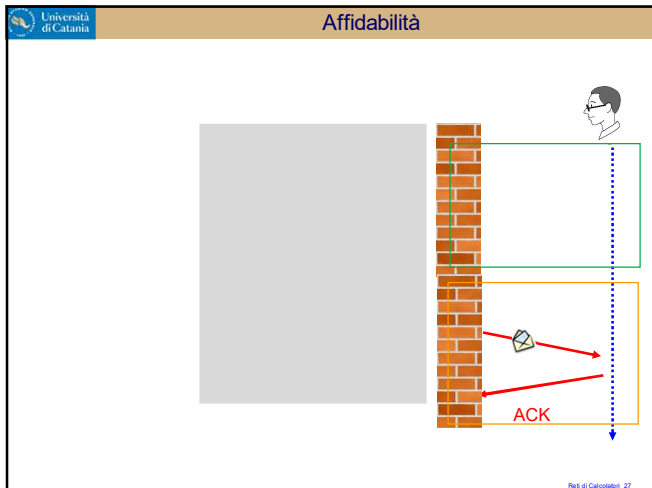 Università
di Catania
Affidabilità
ACK
Reti di Calcolatori 27